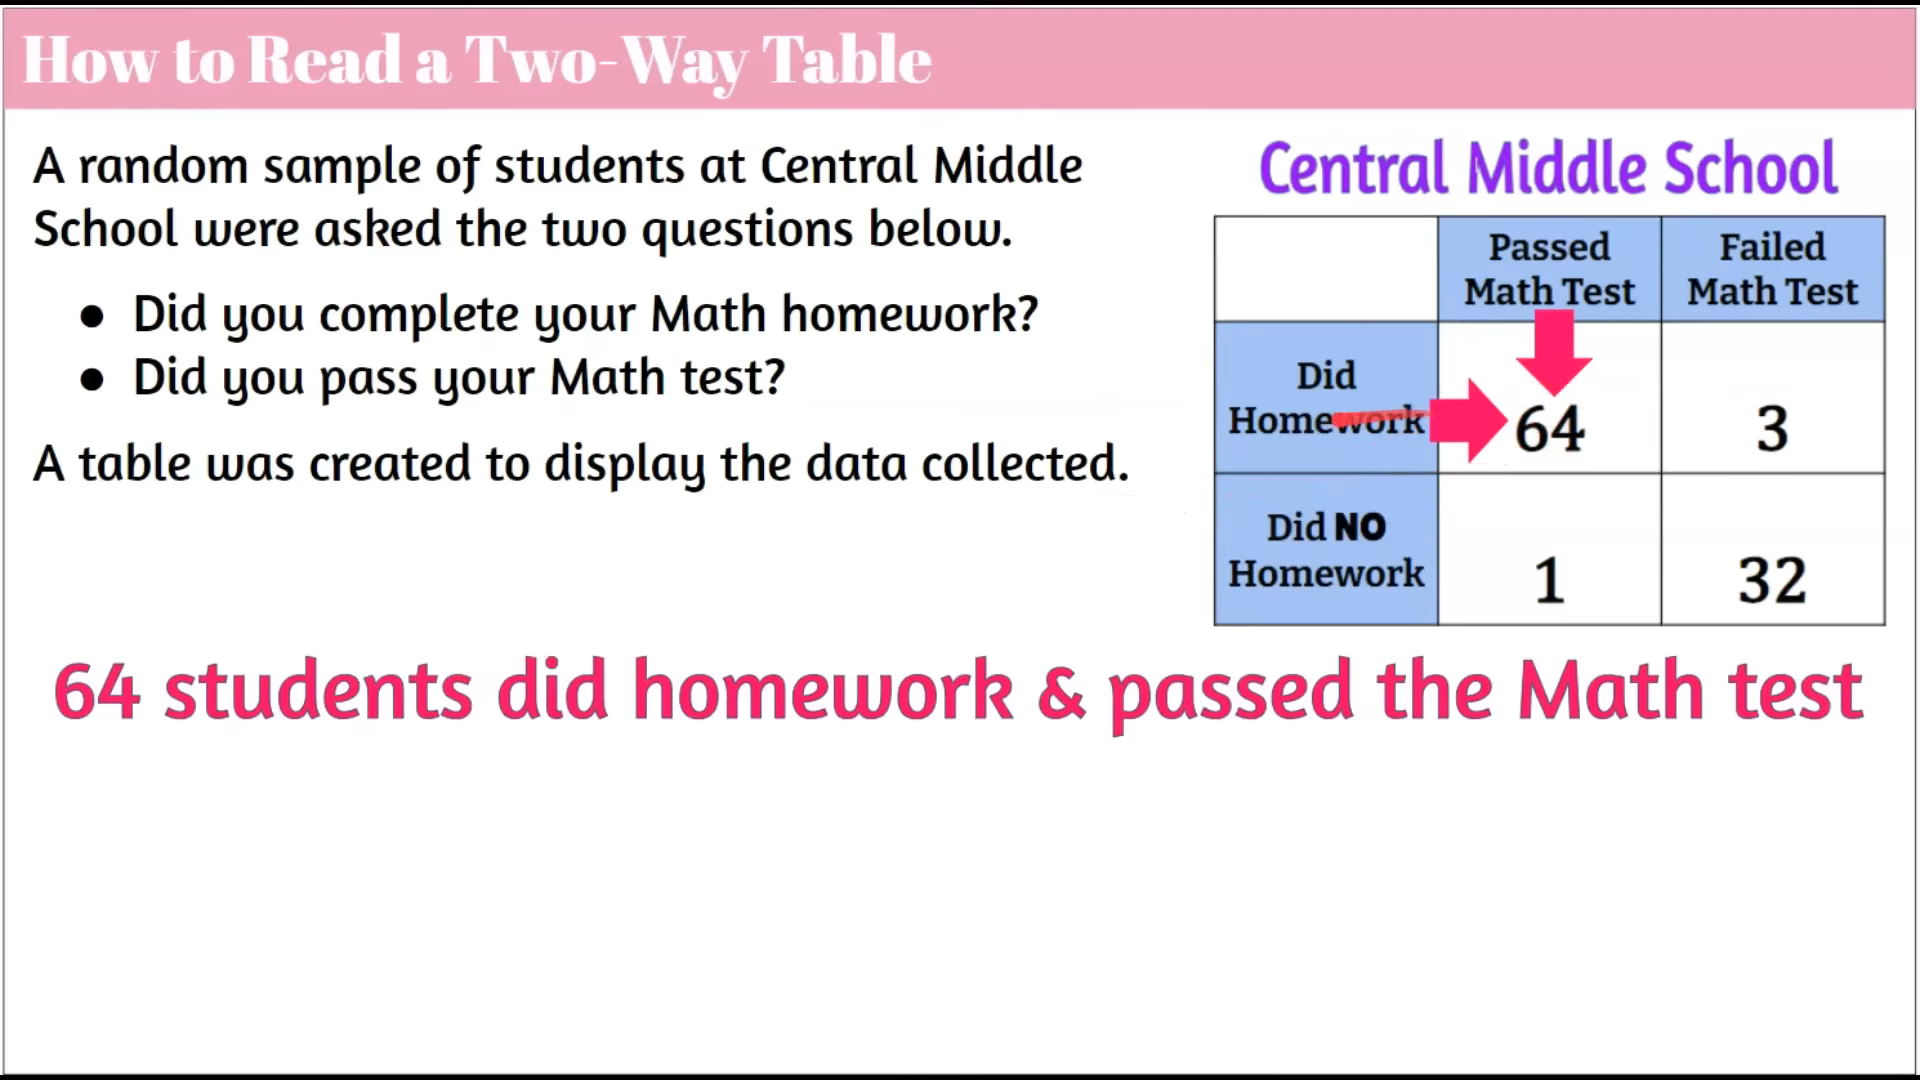 How to Read a Two-Way Table
A random sample of students at Central Middle
School were asked the two questions below.
● Did you complete your Math homework?
● Did you pass your Math test?
A table was created to display the data collected.
Central Middle School
Passed Math Test
Failed Math Test
Did Homework
64
3
Did NO Homework
1
32
64 students did homework & passed the Math test